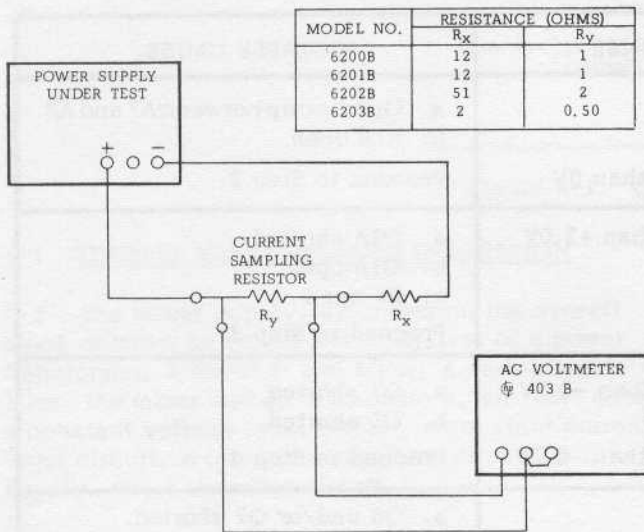 MODEL NO.
RESISTANCE (OHMS)
Rx Ry
6200B 12 1
6201B 12 1
6202B 51 2
6203B 2 0.50
POWER SUPPLY
UNDER TEST
+ −
CURRENT
SAMPLING
RESISTOR
Ry
Rx
AC VOLTMETER
hp 403 B